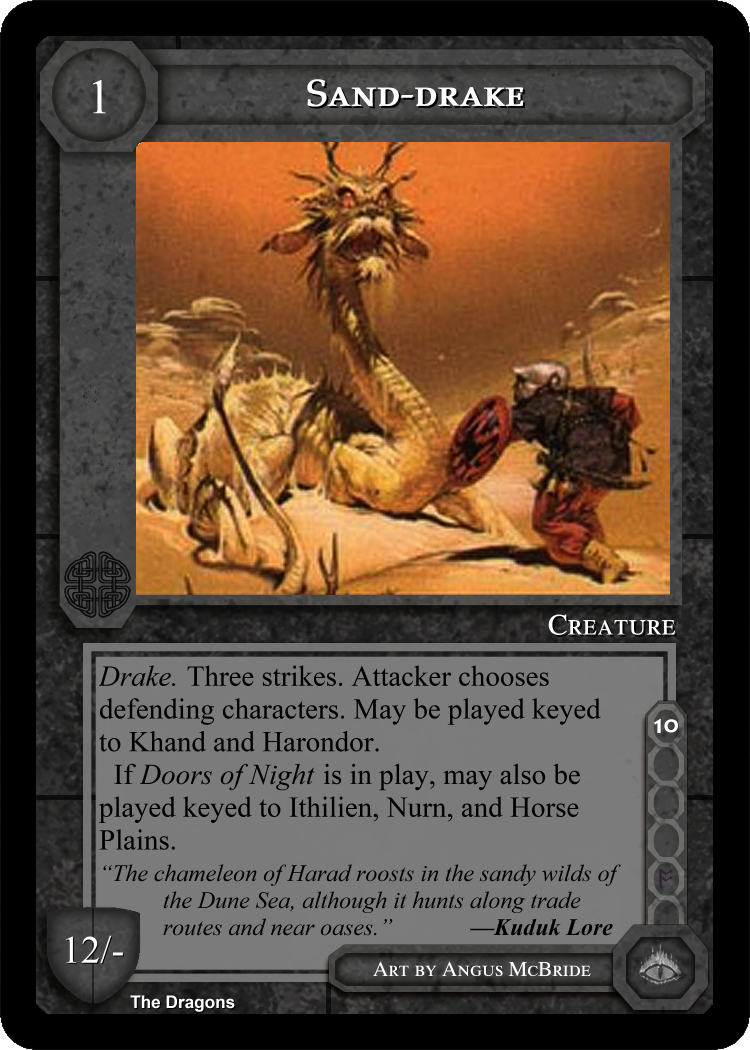 1
Sand-drake
Creature
Drake. Three strikes. Attacker chooses
defending characters. May be played keyed
to Khand and Harondor.
If Doors of Night is in play, may also be
played keyed to Ithilien, Nurn, and Horse
Plains.
10
“The chameleon of Harad roosts in the sandy wilds of
the Dune Sea, although it hunts along trade
routes and near oases.” —Kuduk Lore
12/-
Art by Angus McBride
The Dragons